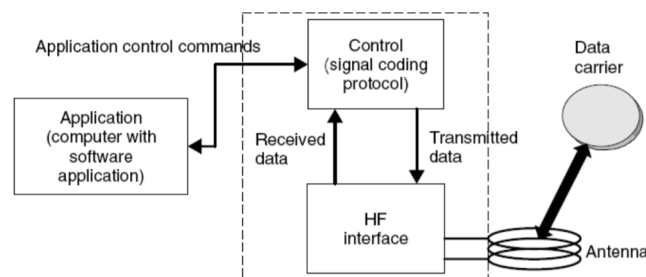 Application control commands
Control
(signal coding
protocol)
Data
carrier
Application
(computer with
software
application)
Received
data
Transmitted
data
HF
interface
Antenna